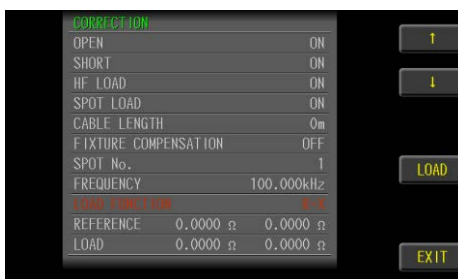 CORRECTION
OPEN ON
SHORT ON
HF LOAD ON
SPOT LOAD ON
CABLE LENGTH 0m
FIXTURE COMPENSATION OFF
SPOT No. 1
FREQUENCY 100.000kHz
LOAD FUNCTION
REFERENCE 0.0000 Ω 0.0000 Ω
LOAD 0.0000 Ω 0.0000 Ω
↑
↓
LOAD
EXIT